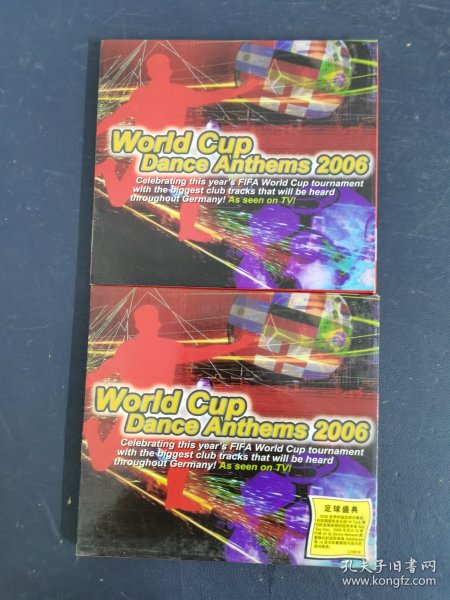 World Cup
Dance Anthems 2006
Celebrating this year's FIFA World Cup tournament
with the biggest club tracks that will be heard
throughout Germany! As seen on TV!
World Cup
Dance Anthems 2006
Celebrating this year's FIFA World Cup tournament
with the biggest club tracks that will be heard
throughout Germany! As seen on TV!
足球盛典
孔夫子旧书网
www.kongfz.com